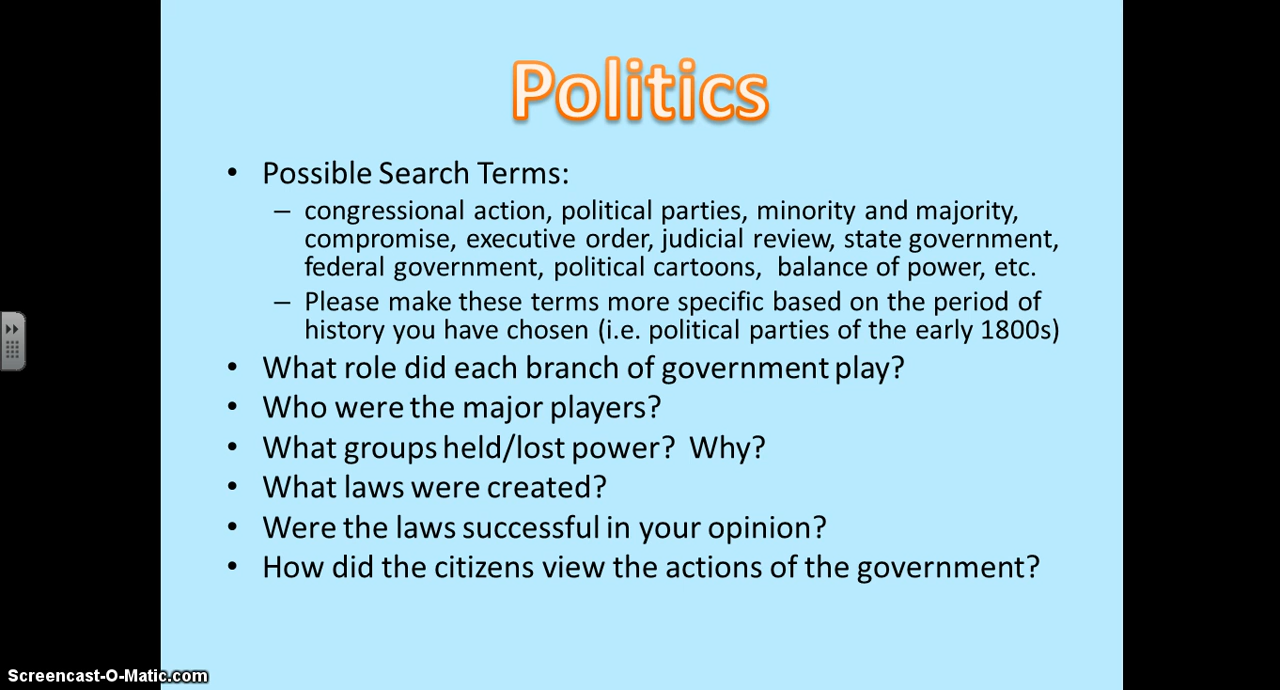 Politics
• Possible Search Terms:
– congressional action, political parties, minority and majority,
compromise, executive order, judicial review, state government,
federal government, political cartoons,  balance of power, etc.
– Please make these terms more specific based on the period of
history you have chosen (i.e. political parties of the early 1800s)
• What role did each branch of government play?
• Who were the major players?
• What groups held/lost power?  Why?
• What laws were created?
• Were the laws successful in your opinion?
• How did the citizens view the actions of the government?
Screencast-O-Matic.com